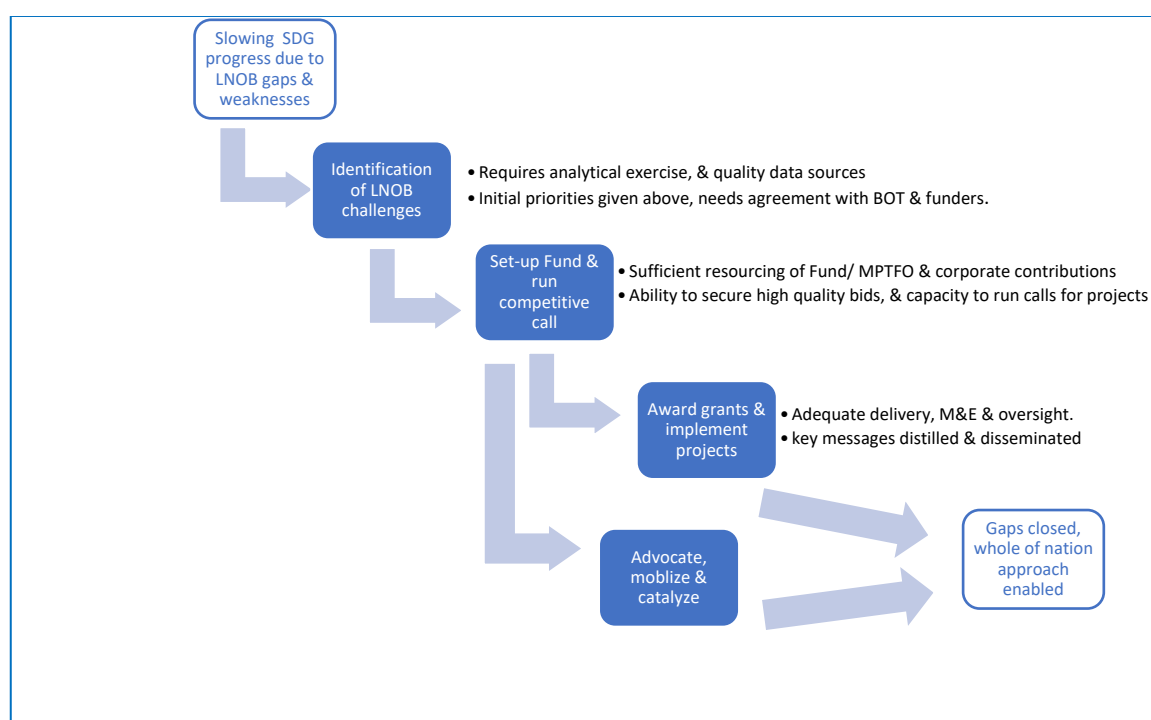 Slowing SDG
progress due to
LNOB gaps &
weaknesses
Identification
of LNOB
challenges
• Requires analytical exercise, & quality data sources
• Initial priorities given above, needs agreement with BOT & funders.
Set-up Fund &
run
competitive
call
• Sufficient resourcing of Fund/ MPTFO & corporate contributions
• Ability to secure high quality bids, & capacity to run calls for projects
Award grants &
implement
projects
• Adequate delivery, M&E & oversight.
• key messages distilled & disseminated
Advocate,
moblize &
catalyze
Gaps closed,
whole of nation
approach
enabled